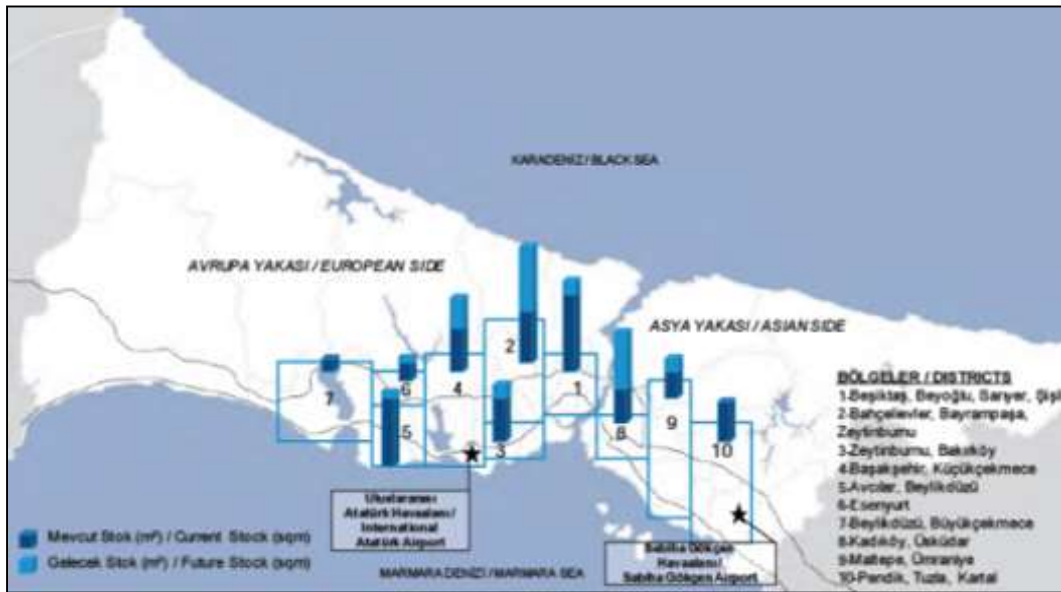 KARADENİZ / BLACK SEA
AVRUPA YAKASI / EUROPEAN SIDE
ASYA YAKASI / ASIAN SIDE
2
7
6
4
1
9
5
3
8
10
BÖLGELER / DISTRICTS
1-Beşiktaş, Beyoğlu, Sarıyer, Şişli
2-Bahçelievler, Bayrampaşa,
Zeytinburnu
3-Zeytinburnu, Bakırköy
4-Başakşehir, Küçükçekmece
5-Avcılar, Beylikdüzü
6-Esenyurt
7-Beylikdüzü, Büyükçekmece
8-Kadıköy, Üsküdar
9-Maltepe, Ümraniye
10-Pendik, Tuzla, Kartal
Uluslararası
Atatürk Havaalanı /
International
Atatürk Airport
Sabiha Gökçen
Havaalanı /
Sabiha Gökçen Airport
Mevcut Stok (m²) / Current Stock (sqm)
Gelecek Stok (m²) / Future Stock (sqm)
MARMARA DENİZİ / MARMARA SEA